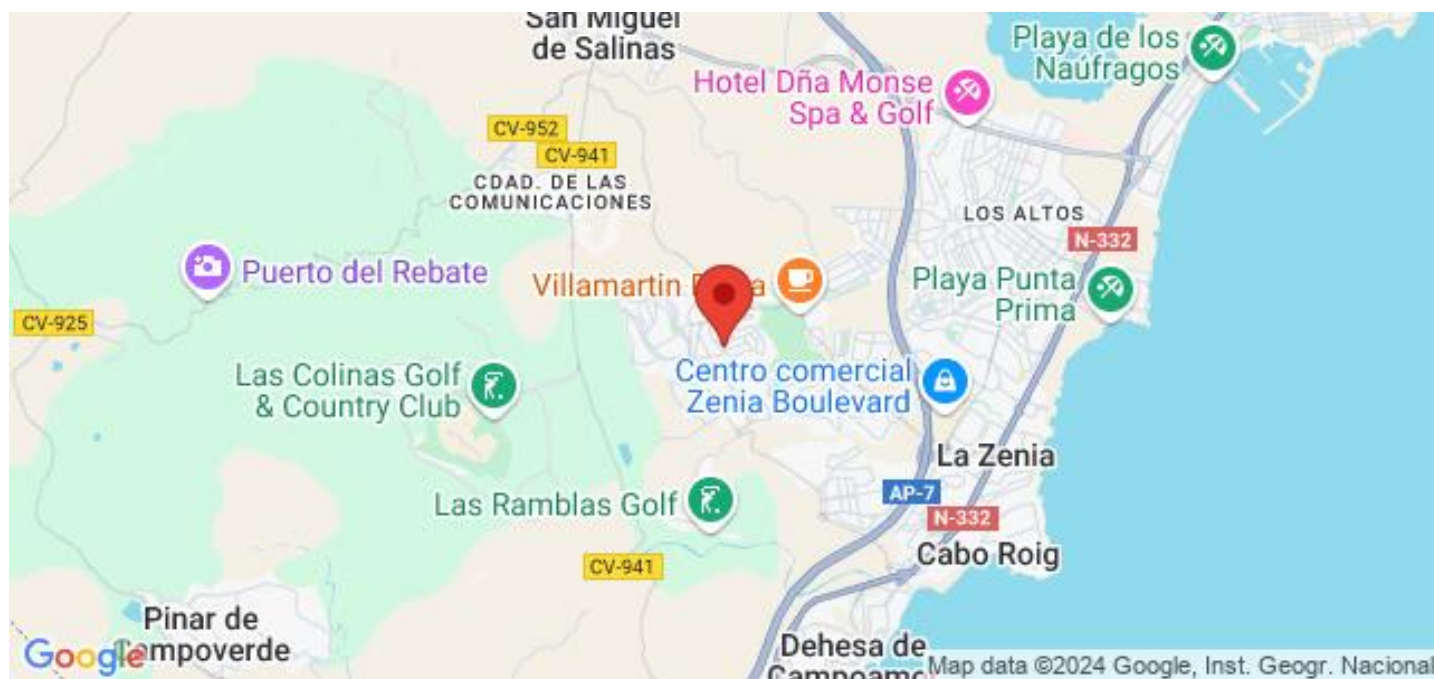 San Miguel
de Salinas
Playa de los
Naúfragos
Hotel Dña Monse
Spa & Golf
CV-952
CV-941
CDAD. DE LAS
COMUNICACIONES
LOS ALTOS
N-332
Puerto del Rebate
Villamartin
Playa Punta
Prima
CV-925
Las Colinas Golf
& Country Club
Centro comercial
Zenia Boulevard
La Zenia
Las Ramblas Golf
AP-7
N-332
CV-941
Cabo Roig
Pinar de
Campoverde
Dehesa de
Campoamor
Google
Map data ©2024 Google, Inst. Geogr. Nacional